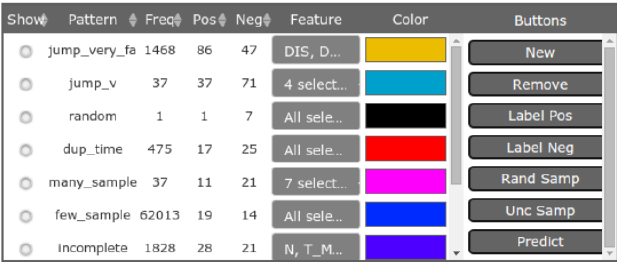 Show Pattern Freq Pos Neg Feature Color Buttons
jump_very_fa 1468 86 47 DIS, D... New
jump_v 37 37 71 4 select... Remove
random 1 1 7 All sele... Label Pos
dup_time 475 17 25 All sele... Label Neg
many_sample 37 11 21 7 select... Rand Samp
few_sample 62013 19 14 All sele... Unc Samp
incomplete 1828 28 21 N, T_M... Predict